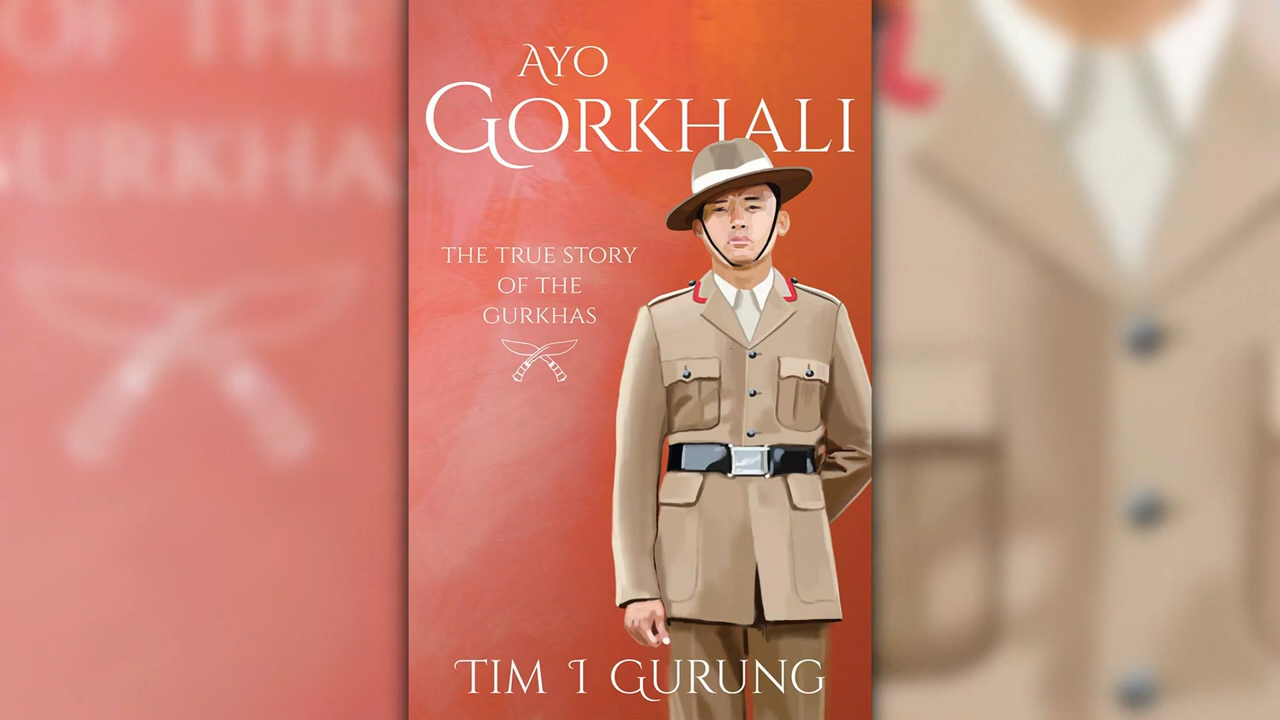 AYO
GORKHALI
THE TRUE STORY
OF THE
GURKHAS
TIM I GURUNG